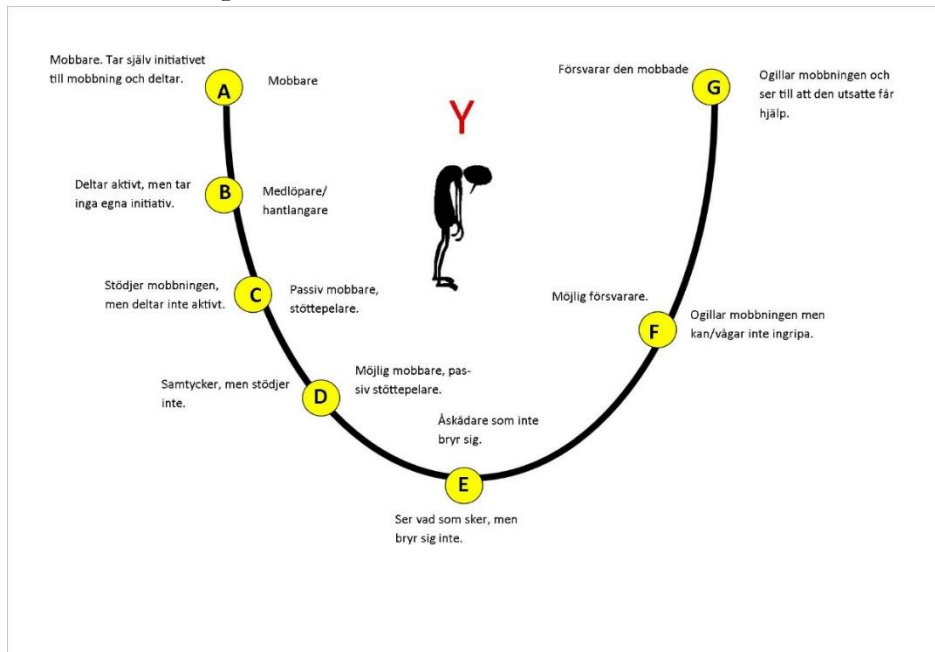 Mobbare. Tar själv initiativet
till mobbning och deltar.
A
Mobbare
Försvarar den mobbade
G
Ogillar mobbningen och
ser till att den utsatte får
hjälp.
Y
Deltar aktivt, men tar
inga egna initiativ.
B
Medlöpare/
hantlangare
Stödjer mobbningen,
men deltar inte aktivt.
C
Passiv mobbare,
stöttepelare.
Möjlig försvarare.
F
Ogillar mobbningen men
kan/vågar inte ingripa.
Samtycker, men stödjer
inte.
D
Möjlig mobbare, pas-
siv stöttepelare.
Åskådare som inte
bryr sig.
E
Ser vad som sker, men
bryr sig inte.